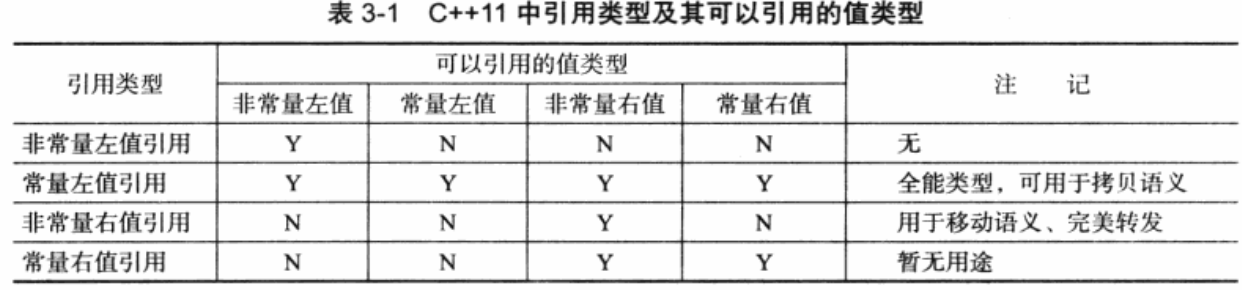 表 3-1 C++11 中引用类型及其可以引用的值类型
引用类型 可以引用的值类型 注 记
非常量左值 常量左值 非常量右值 常量右值
非常量左值引用 Y N N N 无
常量左值引用 Y Y Y Y 全能类型，可用于拷贝语义
非常量右值引用 N N Y N 用于移动语义、完美转发
常量右值引用 N N Y Y 暂无用途